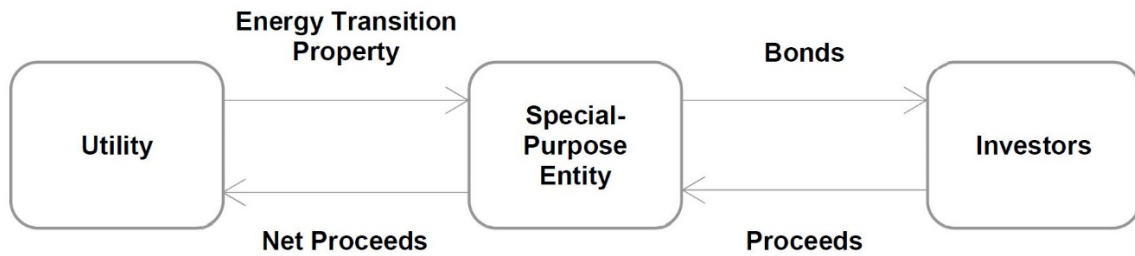 Energy Transition
Property
Bonds
Utility
Special-
Purpose
Entity
Investors
Net Proceeds
Proceeds